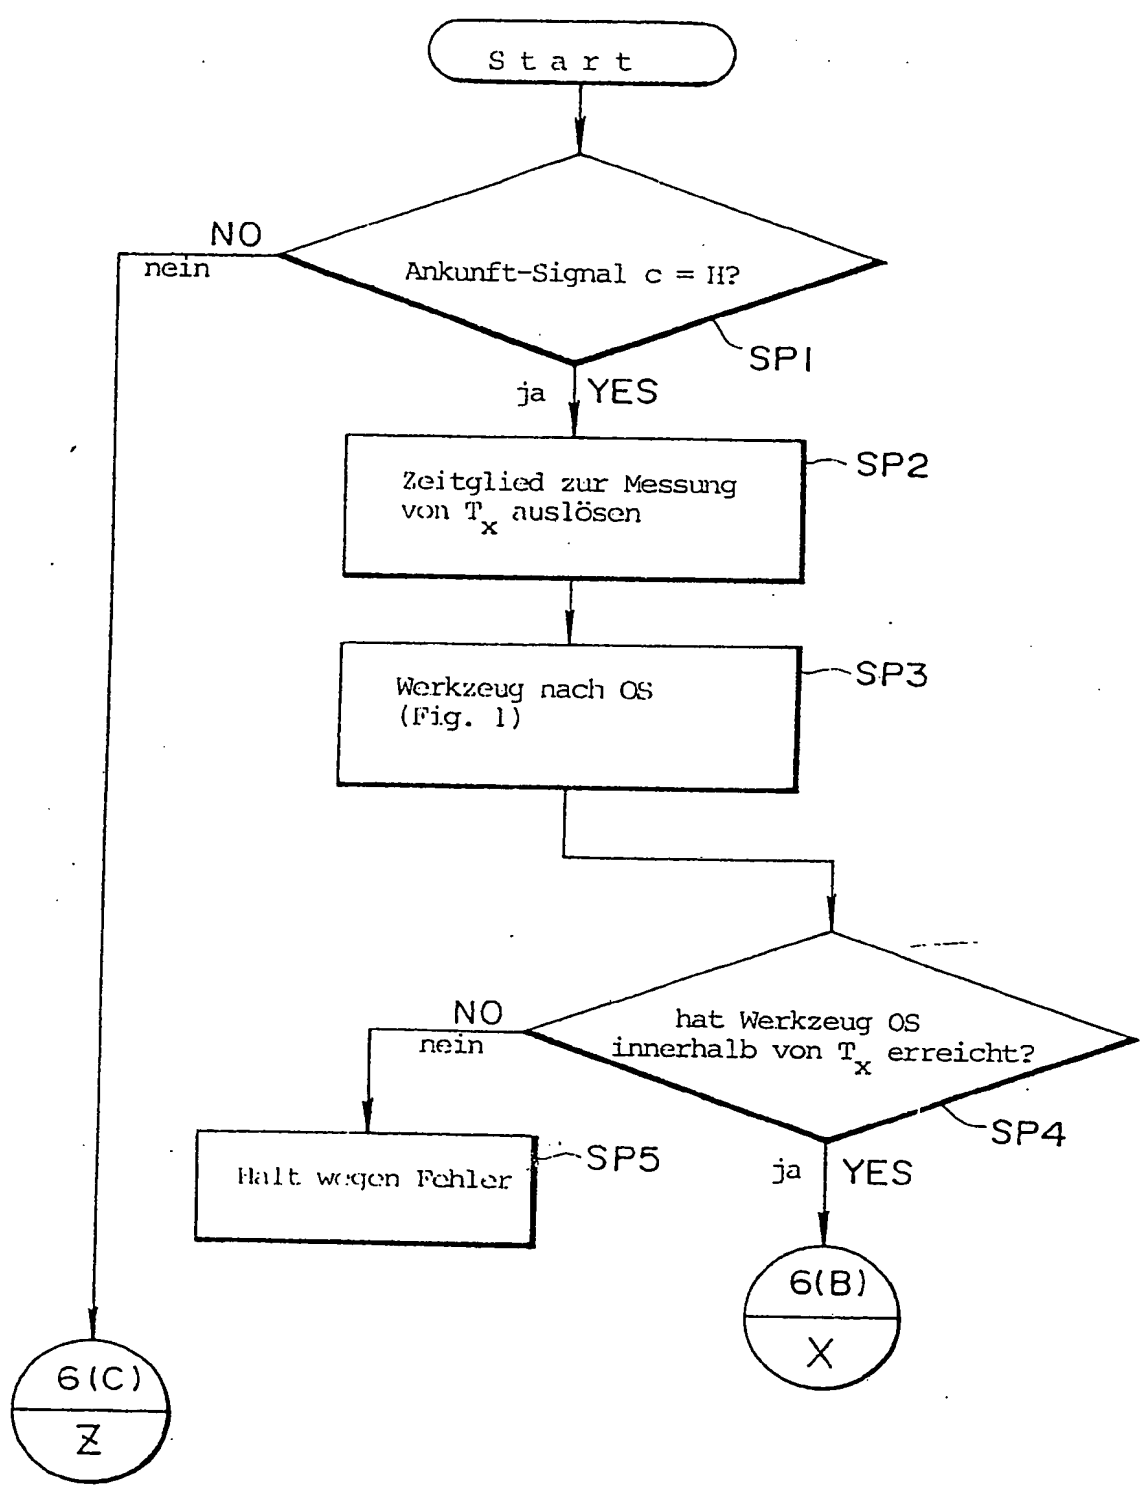 Start
NO
nein
Ankunft-Signal c = H?
SP1
ja YES
SP2
Zeitglied zur Messung
von Tx auslösen
SP3
Werkzeug nach OS
(Fig. 1)
NO
nein
hat Werkzeug OS
innerhalb von Tx erreicht?
SP4
SP5
Halt wegen Fehler
ja YES
6(B)
X
6(C)
Z